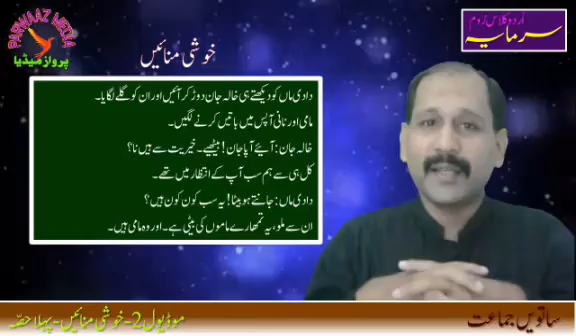 PARWAAZ MEDIA
پرواز میڈیا
اردو کلاس رُوم
سرمایہ
خوشی منائیں
دادی ماں کو دیکھتے ہی خالہ جان دوڑ کر آئیں اور ان کو گلے لگایا۔
مامی اور نانی آپس میں باتیں کرنے لگیں۔
خالہ جان: آیئے آپا جان! بیٹھیے۔ خیریت سے ہیں نا؟
کل ہی سے ہم سب آپ کے انتظار میں تھے۔
دادی ماں: جانتے ہو بیٹا! یہ سب کون کون ہیں؟
ان سے ملو، یہ تمھارے ماموں کی بیٹی ہے۔ اور وہ مامی ہیں۔
ساتویں جماعت
موڈیول 2- خوشی منائیں- پہلا حصّہ